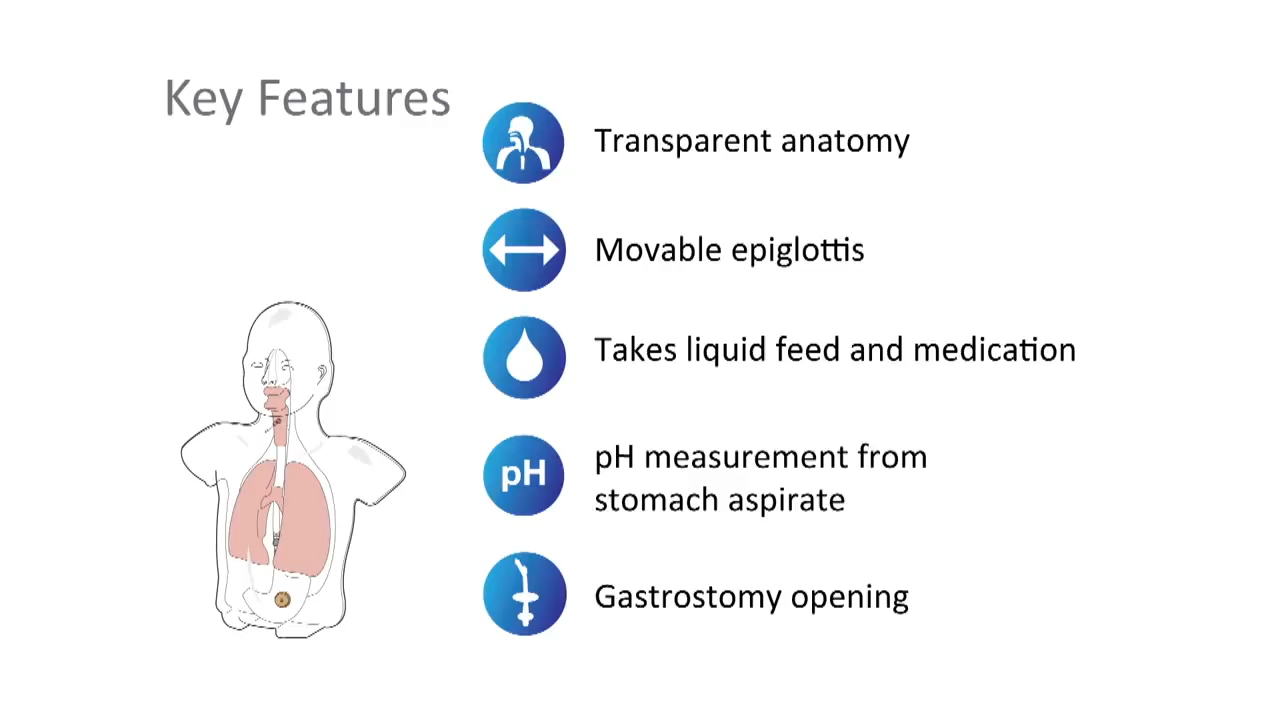 Key Features
Transparent anatomy
Movable epiglottis
Takes liquid feed and medication
pH
pH measurement from
stomach aspirate
Gastrostomy opening